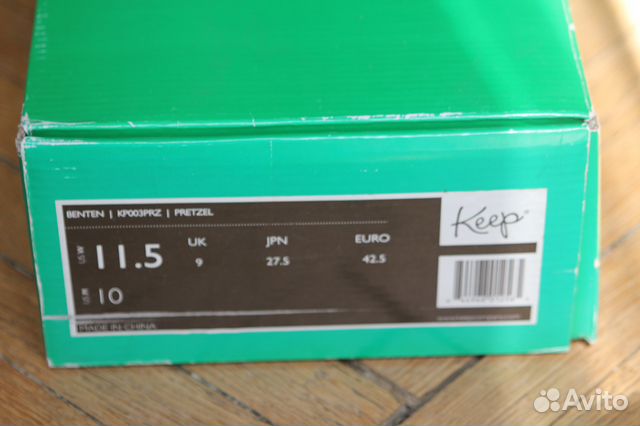 BENTEN | KP003PRZ | PRETZEL
Keep
US W 11.5 UK JPN EURO
9 27.5 42.5
US M 10
MADE IN CHINA
Avito